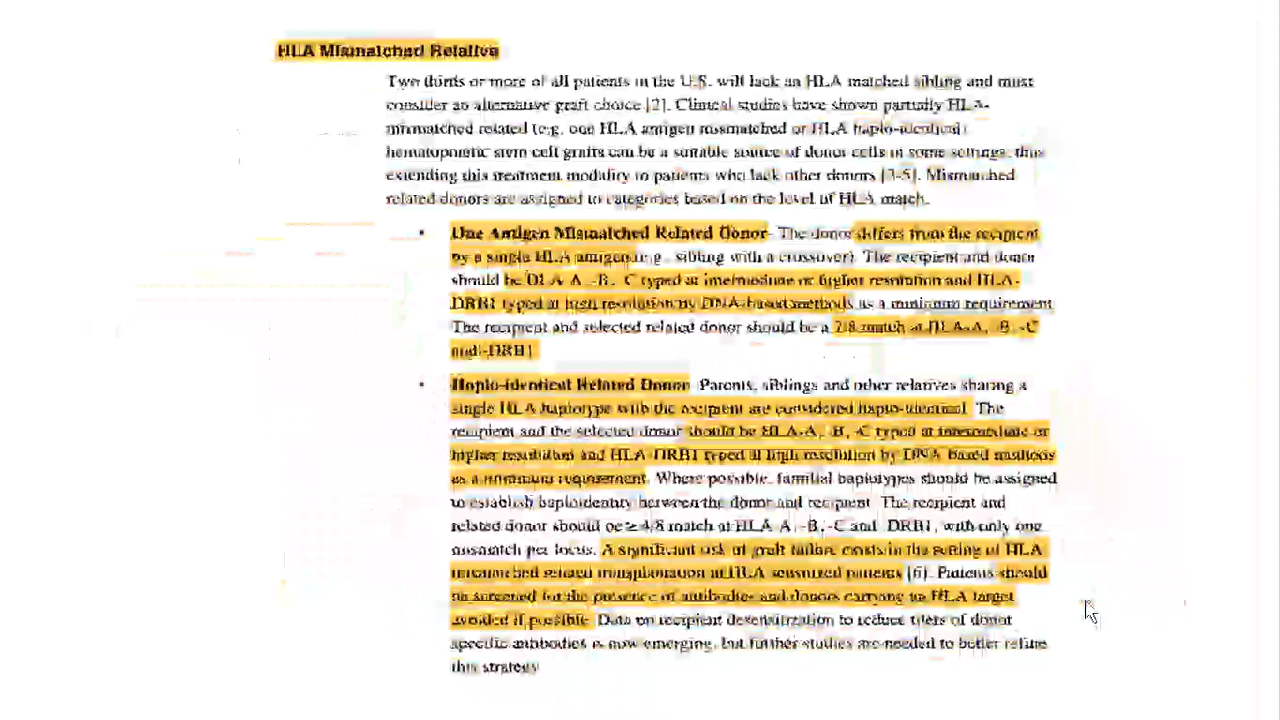 HLA Mismatched Relative
Two thirds or more of all patients in the U.S. will lack an HLA matched sibling and must
consider an alternative graft choice [2]. Clinical studies have shown partially HLA-
mismatched related (e.g. one HLA antigen mismatched or HLA haplo-identical)
hematopoietic stem cell grafts can be a suitable source of donor cells in some settings, thus
extending this treatment modality to patients who lack other donors [3-5]. Mismatched
related donors are assigned to categories based on the level of HLA match.
• One Antigen Mismatched Related Donor- The donor differs from the recipient
by a single HLA antigen (e.g., sibling with a crossover). The recipient and donor
should be HLA-A, -B, -C typed at intermediate or higher resolution and HLA-
DRB1 typed at high resolution by DNA-based methods as a minimum requirement.
The recipient and selected related donor should be a 7/8 match at HLA-A, -B, -C
and -DRB1.
• Haplo-identical Related Donor- Parents, siblings and other relatives sharing a
single HLA haplotype with the recipient are considered haplo-identical. The
recipient and the selected donor should be HLA-A, -B, -C typed at intermediate or
higher resolution and HLA-DRB1 typed at high resolution by DNA-based methods
as a minimum requirement. Where possible, familial haplotypes should be assigned
to establish haploidentity between the donor and recipient. The recipient and
related donor should be ≥ 4/8 match at HLA-A, -B, -C and -DRB1, with only one
mismatch per locus. A significant risk of graft failure exists in the setting of HLA
mismatched related transplantation in HLA sensitized patients [6]. Patients should
be screened for the presence of antibodies and donors carrying an HLA target
avoided if possible. Data on recipient desensitization to reduce titers of donor
specific antibodies is now emerging, but further studies are needed to better refine
this strategy.